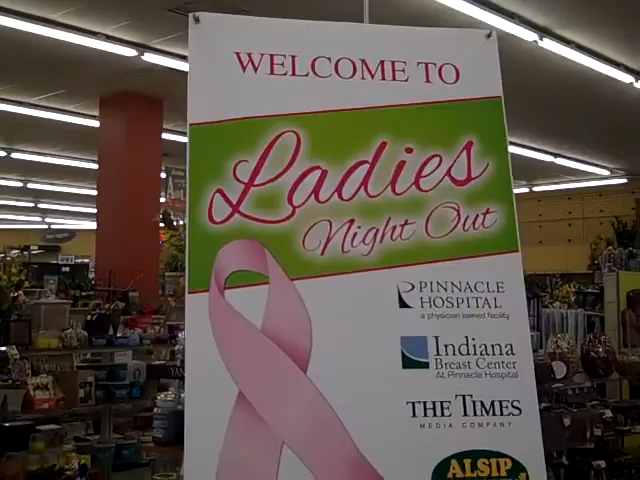 WELCOME TO
Ladies
Night Out
PINNACLE
HOSPITAL
a physician owned facility
Indiana
Breast Center
At Pinnacle Hospital
THE TIMES
MEDIA COMPANY
ALSIP